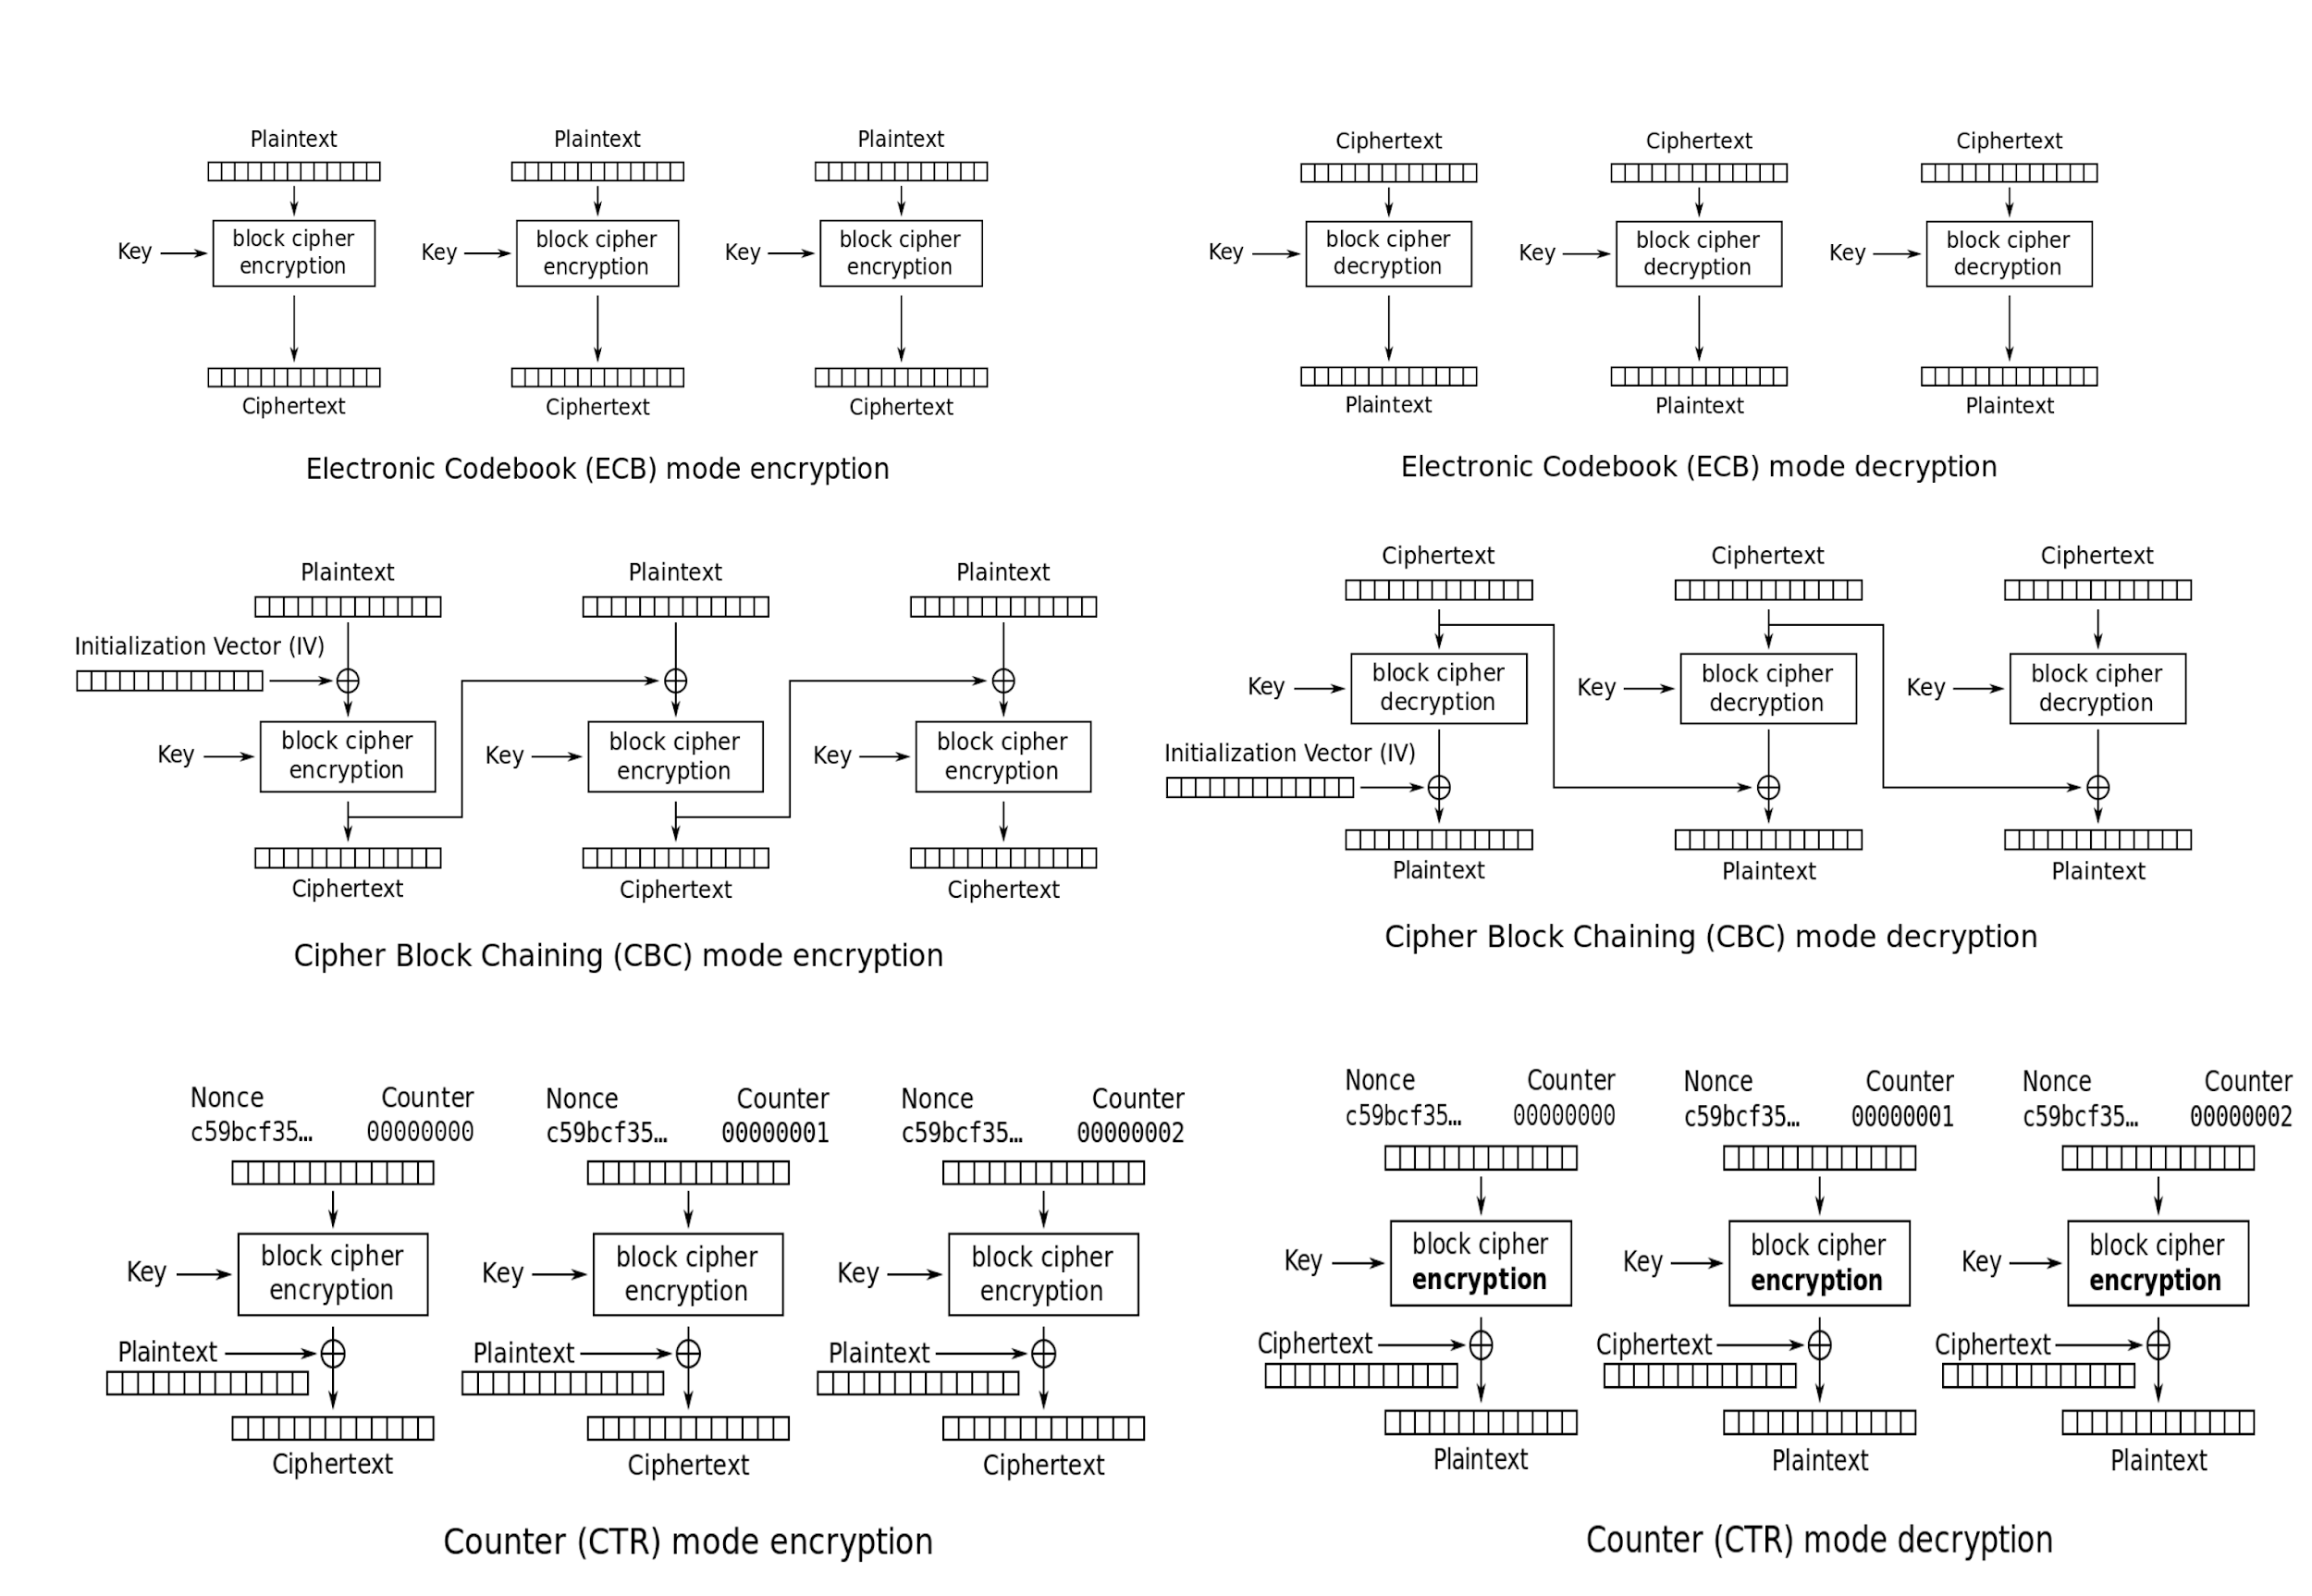 Plaintext Plaintext Plaintext
Key block cipher encryption Key block cipher encryption Key block cipher encryption
Ciphertext Ciphertext Ciphertext
Electronic Codebook (ECB) mode encryption
Ciphertext Ciphertext Ciphertext
Key block cipher decryption Key block cipher decryption Key block cipher decryption
Plaintext Plaintext Plaintext
Electronic Codebook (ECB) mode decryption
Plaintext Plaintext Plaintext
Initialization Vector (IV)
Key block cipher encryption Key block cipher encryption Key block cipher encryption
Ciphertext Ciphertext Ciphertext
Cipher Block Chaining (CBC) mode encryption
Ciphertext Ciphertext Ciphertext
Key block cipher decryption Key block cipher decryption Key block cipher decryption
Initialization Vector (IV)
Plaintext Plaintext Plaintext
Cipher Block Chaining (CBC) mode decryption
Nonce Counter Nonce Counter Nonce Counter
c59bcf35… 00000000 c59bcf35… 00000001 c59bcf35… 00000002
Key block cipher encryption Key block cipher encryption Key block cipher encryption
Plaintext Plaintext Plaintext
Ciphertext Ciphertext Ciphertext
Counter (CTR) mode encryption
Nonce Counter Nonce Counter Nonce Counter
c59bcf35… 00000000 c59bcf35… 00000001 c59bcf35… 00000002
Key block cipher encryption Key block cipher encryption Key block cipher encryption
Ciphertext Ciphertext Ciphertext
Plaintext Plaintext Plaintext
Counter (CTR) mode decryption